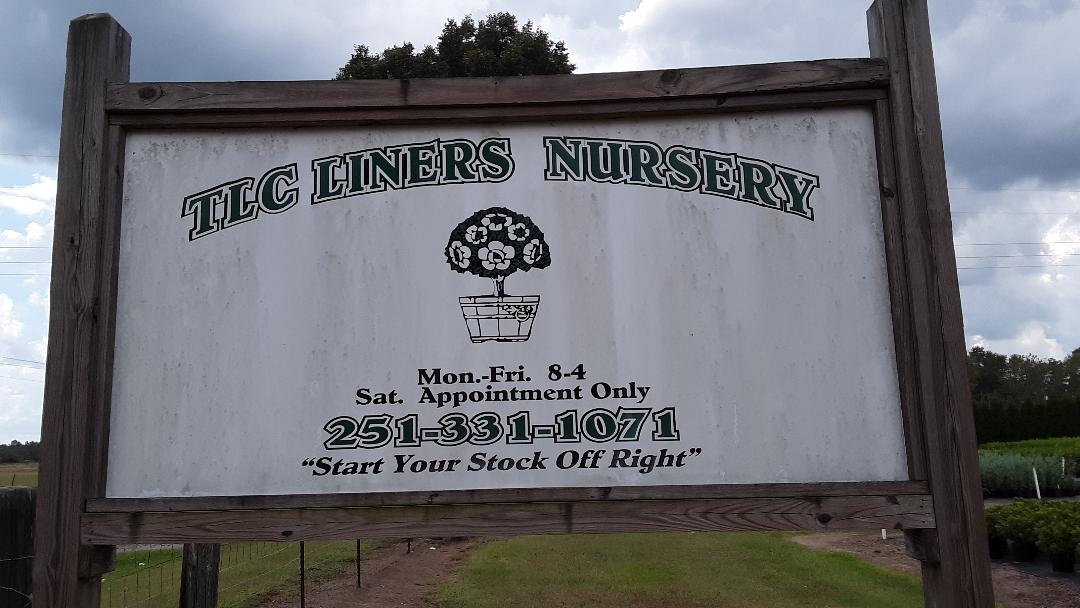 TLC LINERS NURSERY
Mon.-Fri. 8-4
Sat. Appointment Only
251-331-1071
“Start Your Stock Off Right”